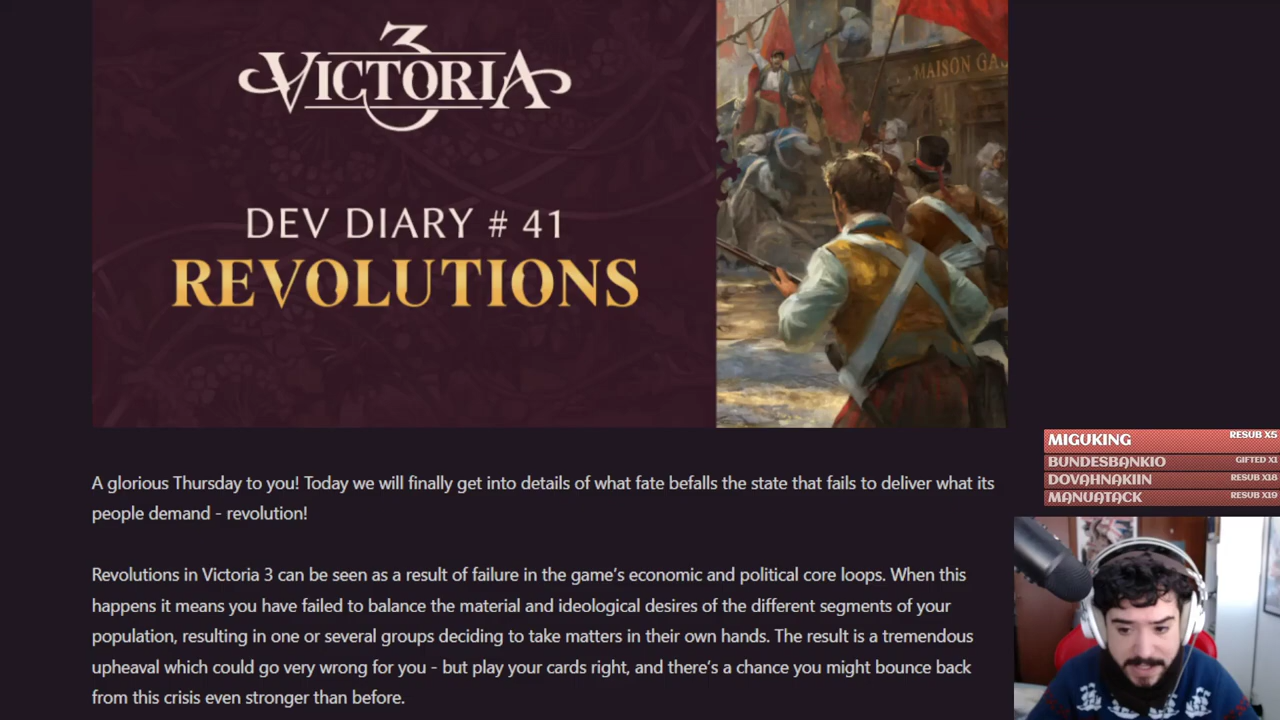 3
VICTORIA
MAISON GA
DEV DIARY # 41
REVOLUTIONS
A glorious Thursday to you! Today we will finally get into details of what fate befalls the state that fails to deliver what its
people demand - revolution!
Revolutions in Victoria 3 can be seen as a result of failure in the game’s economic and political core loops. When this
happens it means you have failed to balance the material and ideological desires of the different segments of your
population, resulting in one or several groups deciding to take matters in their own hands. The result is a tremendous
upheaval which could go very wrong for you - but play your cards right, and there’s a chance you might bounce back
from this crisis even stronger than before.
MIGUKING RESUB X5
BUNDESBANKIO GIFTED X1
DOVAHNAKIIN RESUB X18
MANUATACK RESUB X19